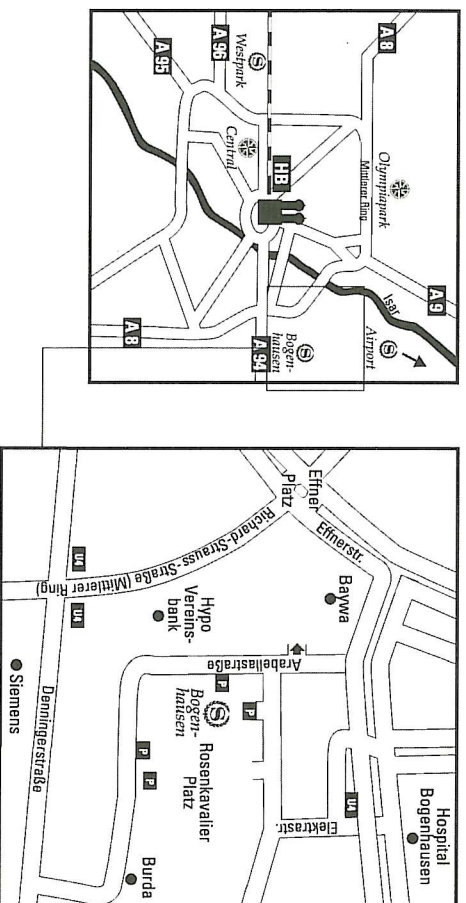 A 8
Olympiapark
Mittlerer Ring
A 9
Isar
Airport
S
A 96
S
Westpark
A 95
Central
HB
S
Bogen-
hausen
A 94
A 8
Effner
Platz
Effnerstr.
Richard-Strauss-Straße (Mittlerer Ring)
Baywa
Hypo
Vereins-
bank
Arabellastraße
U4
U4
Denningerstraße
Siemens
P
P
S
Bogen-
hausen
Rosenkavalier
Platz
P
P
U4
Elektrastr.
Hospital
Bogenhausen
Burda